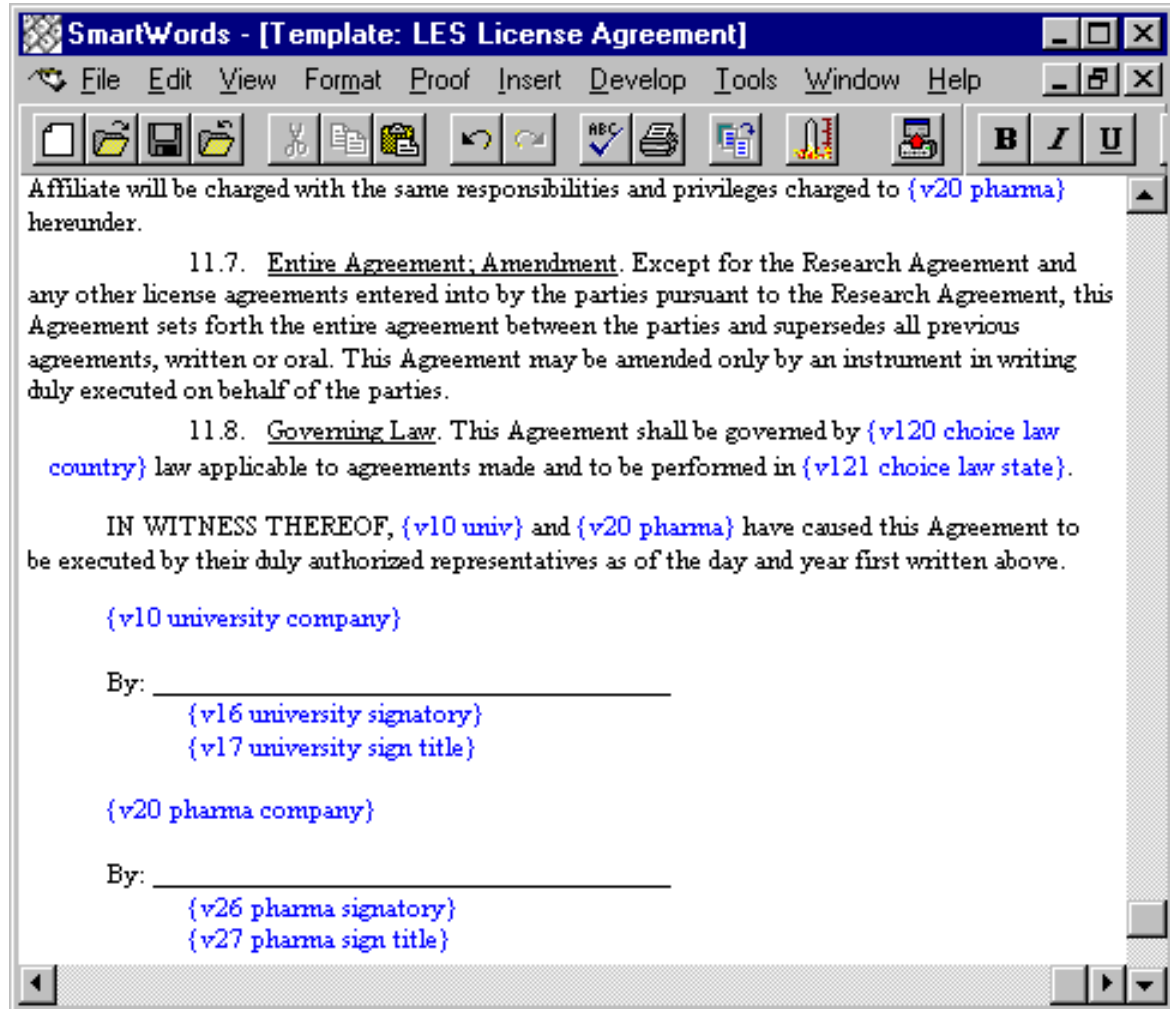 SmartWords - [Template: LES License Agreement]
File Edit View Format Proof Insert Develop Tools Window Help
ABC B I U
Affiliate will be charged with the same responsibilities and privileges charged to {v20 pharma}
hereunder.
11.7. Entire Agreement; Amendment. Except for the Research Agreement and
any other license agreements entered into by the parties pursuant to the Research Agreement, this
Agreement sets forth the entire agreement between the parties and supersedes all previous
agreements, written or oral. This Agreement may be amended only by an instrument in writing
duly executed on behalf of the parties.
11.8. Governing Law. This Agreement shall be governed by {v120 choice law
country} law applicable to agreements made and to be performed in {v121 choice law state}.
IN WITNESS THEREOF, {v10 univ} and {v20 pharma} have caused this Agreement to
be executed by their duly authorized representatives as of the day and year first written above.
{v10 university company}
By: ____________________
{v16 university signatory}
{v17 university sign title}
{v20 pharma company}
By: ____________________
{v26 pharma signatory}
{v27 pharma sign title}